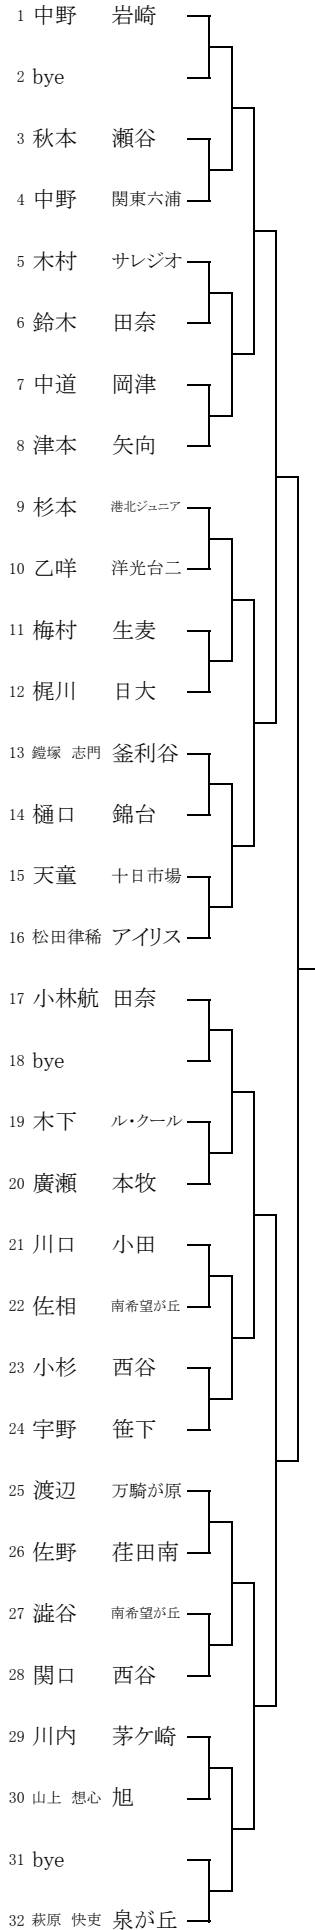 1 中野 岩崎
2 bye
3 秋本 瀬谷
4 中野 関東六浦
5 木村 サレジオ
6 鈴木 田奈
7 中道 岡津
8 津本 矢向
9 杉本 港北ジュニア
10 乙咩 洋光台二
11 梅村 生麦
12 梶川 日大
13 鎧塚 志門 釜利谷
14 樋口 錦台
15 天童 十日市場
16 松田律稀 アイリス
17 小林航 田奈
18 bye
19 木下 ル・クール
20 廣瀬 本牧
21 川口 小田
22 佐相 南希望が丘
23 小杉 西谷
24 宇野 笹下
25 渡辺 万騎が原
26 佐野 荏田南
27 澁谷 南希望が丘
28 関口 西谷
29 川内 茅ケ崎
30 山上 想心 旭
31 bye
32 萩原 快吏 泉が丘